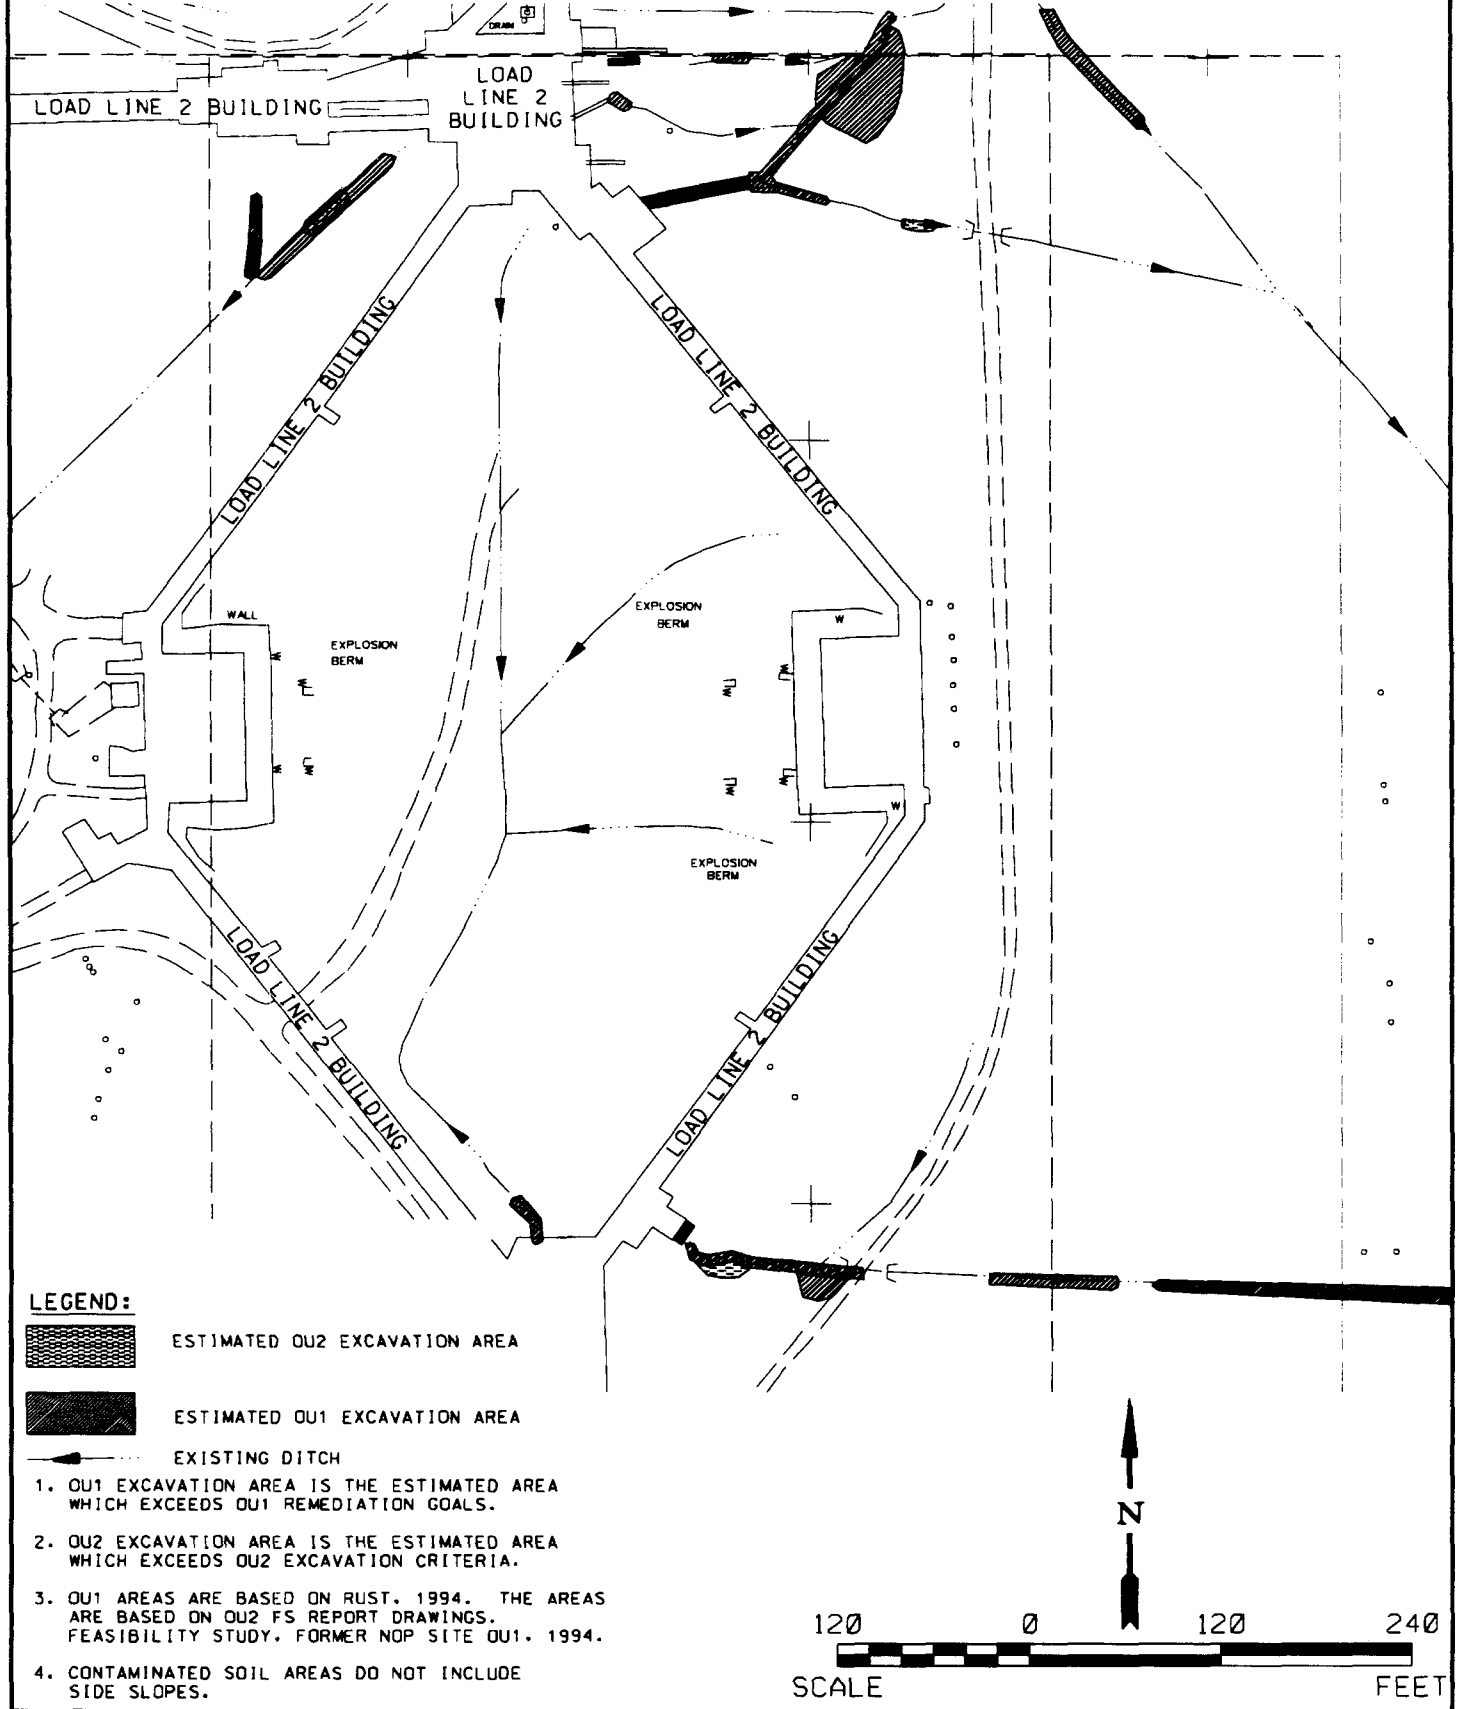 DRAIN
LOAD
LINE 2
BUILDING
LOAD LINE 2 BUILDING
LOAD LINE 2 BUILDING
LOAD LINE 2 BUILDING
WALL
EXPLOSION
BERM
EXPLOSION
BERM
W
W
W
W
W
W
W
W
W
W
EXPLOSION
BERM
LOAD LINE 2 BUILDING
LOAD LINE 2 BUILDING
LEGEND:
ESTIMATED OU2 EXCAVATION AREA
ESTIMATED OU1 EXCAVATION AREA
EXISTING DITCH
1. OU1 EXCAVATION AREA IS THE ESTIMATED AREA
WHICH EXCEEDS OU1 REMEDIATION GOALS.
2. OU2 EXCAVATION AREA IS THE ESTIMATED AREA
WHICH EXCEEDS OU2 EXCAVATION CRITERIA.
3. OU1 AREAS ARE BASED ON RUST. 1994. THE AREAS
ARE BASED ON OU2 FS REPORT DRAWINGS.
FEASIBILITY STUDY. FORMER NOP SITE OU1. 1994.
4. CONTAMINATED SOIL AREAS DO NOT INCLUDE
SIDE SLOPES.
N
120 0 120 240
SCALE FEET